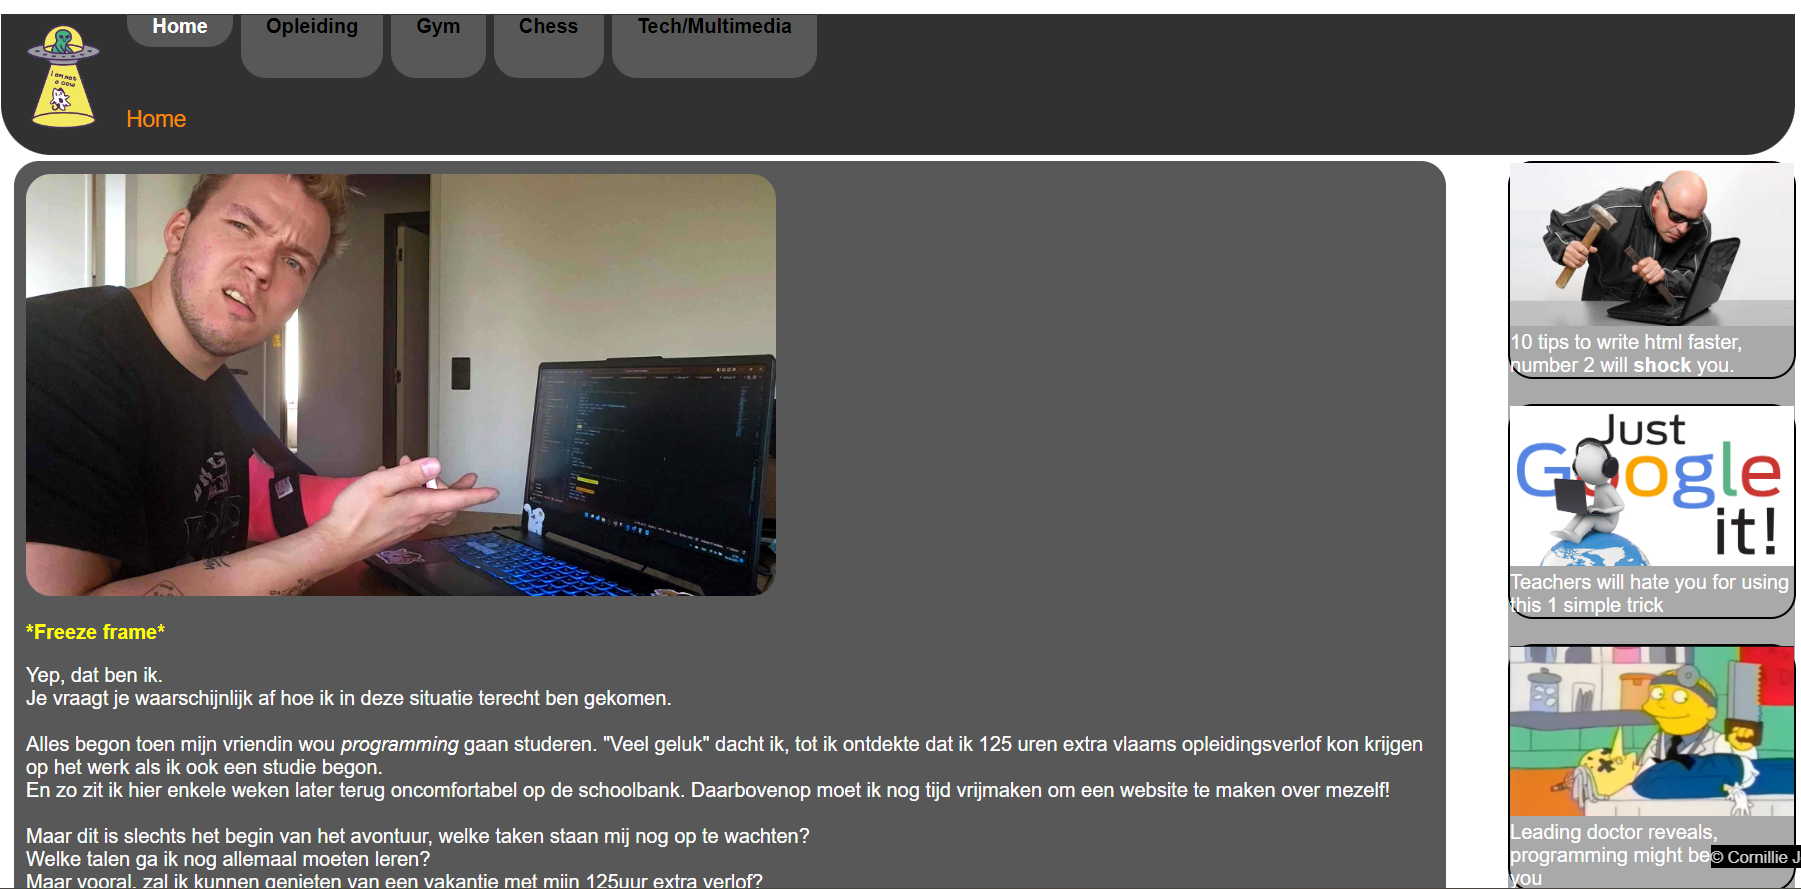 Home
Opleiding
Gym
Chess
Tech/Multimedia
I am not
a cow
Home
*Freeze frame*
Yep, dat ben ik.
Je vraagt je waarschijnlijk af hoe ik in deze situatie terecht ben gekomen.
Alles begon toen mijn vriendin wou programming gaan studeren. "Veel geluk" dacht ik, tot ik ontdekte dat ik 125 uren extra vlaams opleidingsverlof kon krijgen
op het werk als ik ook een studie begon.
En zo zit ik hier enkele weken later terug oncomfortabel op de schoolbank. Daarbovenop moet ik nog tijd vrijmaken om een website te maken over mezelf!
Maar dit is slechts het begin van het avontuur, welke taken staan mij nog op te wachten?
Welke talen ga ik nog allemaal moeten leren?
Maar vooral, zal ik kunnen genieten van een vakantie met mijn 125uur extra verlof?
10 tips to write html faster,
number 2 will shock you.
Just
Google
it!
Teachers will hate you for using
this 1 simple trick
Leading doctor reveals,
programming might be
you
© Cornillie J